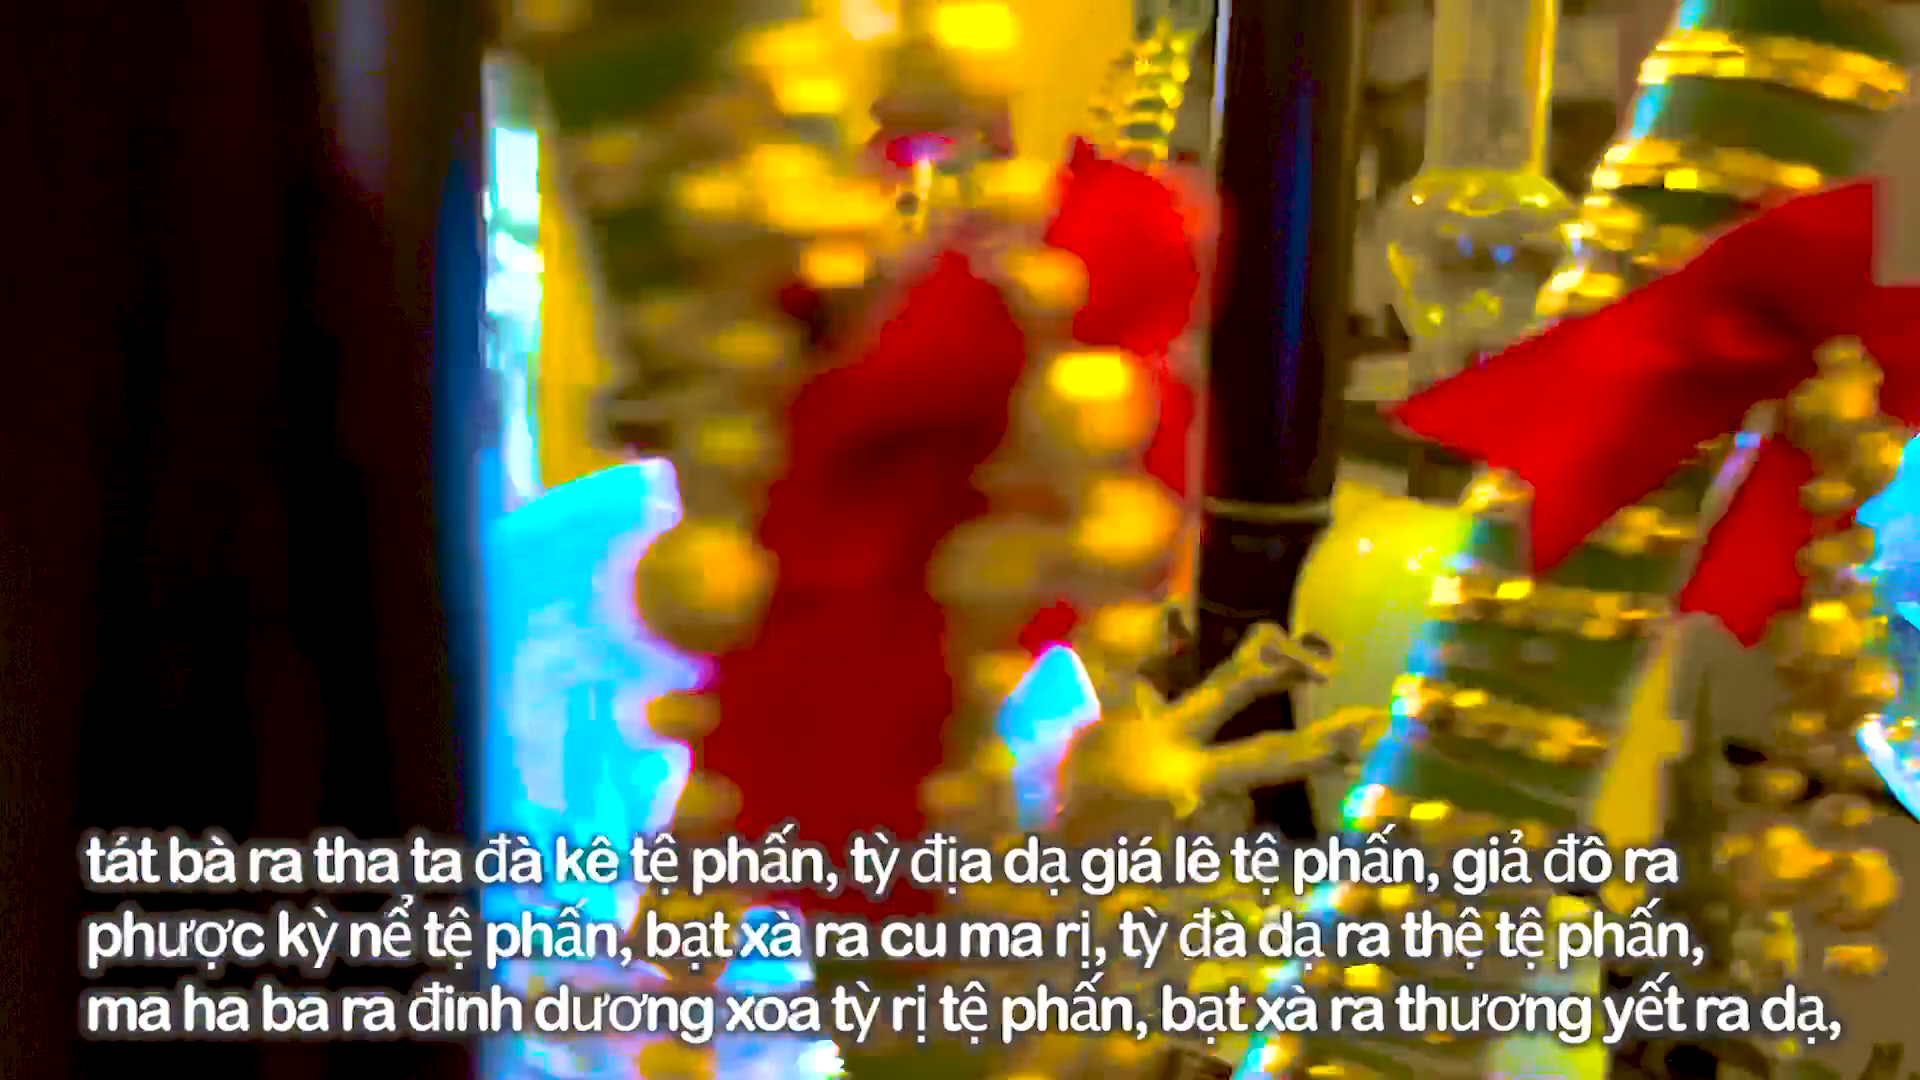 tát bà ra tha ta đà kê tệ phấn, tỳ địa dạ giá lê tệ phấn, giả đô ra
phược kỳ nể tệ phấn, bạt xà ra cu ma rị, tỳ đà dạ ra thệ tệ phấn,
ma ha ba ra đinh dương xoa tỳ rị tệ phấn, bạt xà ra thương yết ra dạ,